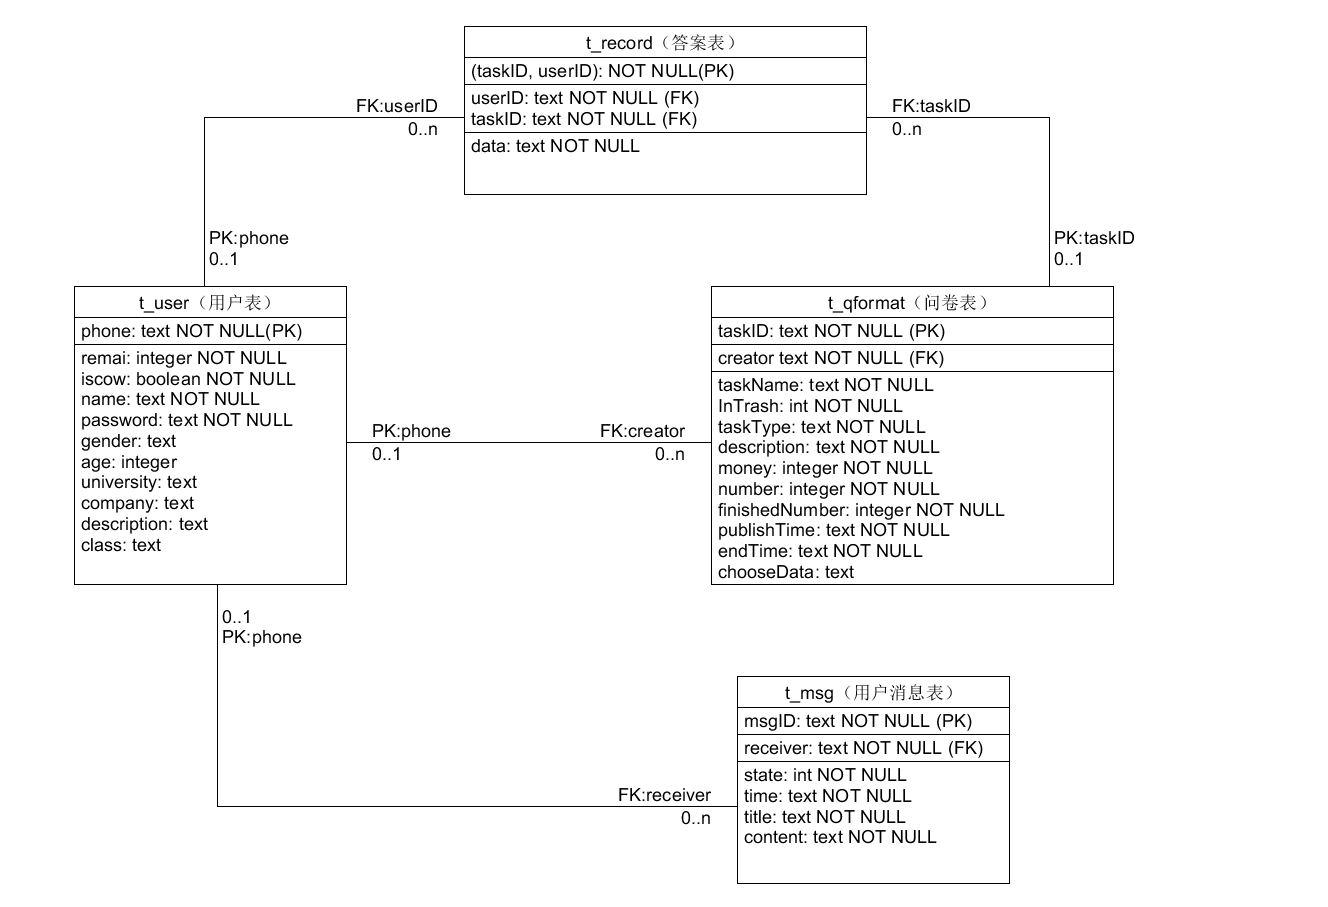 t_record（答案表）
(taskID, userID): NOT NULL(PK)
userID: text NOT NULL (FK)
taskID: text NOT NULL (FK)
data: text NOT NULL
FK:userID
0..n
FK:taskID
0..n
PK:phone
0..1
PK:taskID
0..1
t_user（用户表）
phone: text NOT NULL(PK)
remai: integer NOT NULL
iscow: boolean NOT NULL
name: text NOT NULL
password: text NOT NULL
gender: text
age: integer
university: text
company: text
description: text
class: text
PK:phone
0..1
FK:creator
0..n
t_qformat（问卷表）
taskID: text NOT NULL (PK)
creator text NOT NULL (FK)
taskName: text NOT NULL
InTrash: int NOT NULL
taskType: text NOT NULL
description: text NOT NULL
money: integer NOT NULL
number: integer NOT NULL
finishedNumber: integer NOT NULL
publishTime: text NOT NULL
endTime: text NOT NULL
chooseData: text
0..1
PK:phone
FK:receiver
0..n
t_msg（用户消息表）
msgID: text NOT NULL (PK)
receiver: text NOT NULL (FK)
state: int NOT NULL
time: text NOT NULL
title: text NOT NULL
content: text NOT NULL